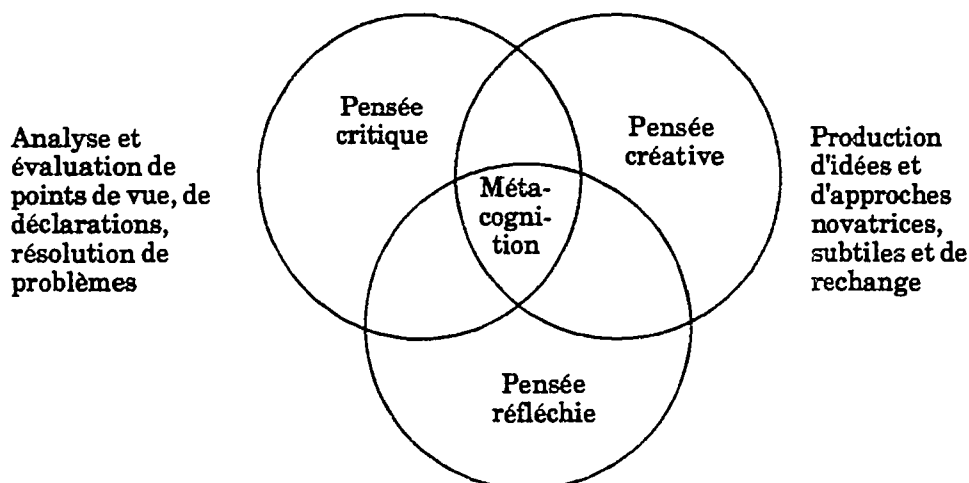 Analyse et
évaluation de
points de vue, de
déclarations,
résolution de
problèmes
Pensée
critique
Pensée
créative
Méta-
cogni-
tion
Pensée
réfléchie
Production
d'idées et
d'approches
novatrices,
subtiles et de
rechange